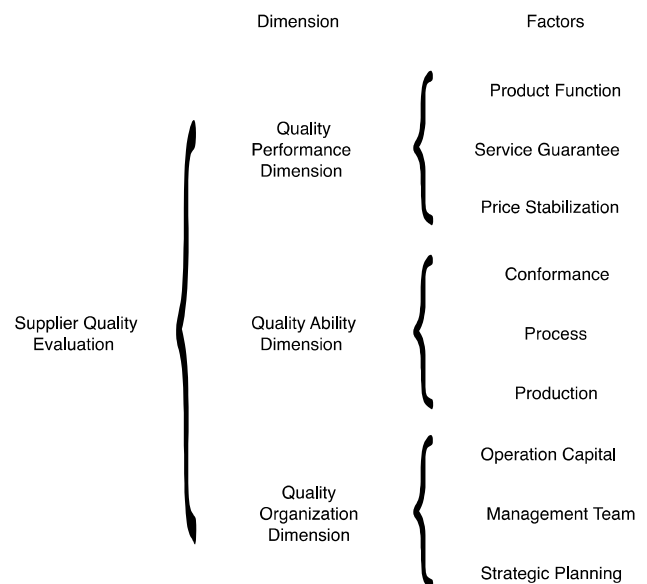 Dimension
Factors
Product Function
Quality
Performance
Dimension
Service Guarantee
Price Stabilization
Conformance
Supplier Quality
Evaluation
Quality Ability
Dimension
Process
Production
Operation Capital
Quality
Organization
Dimension
Management Team
Strategic Planning